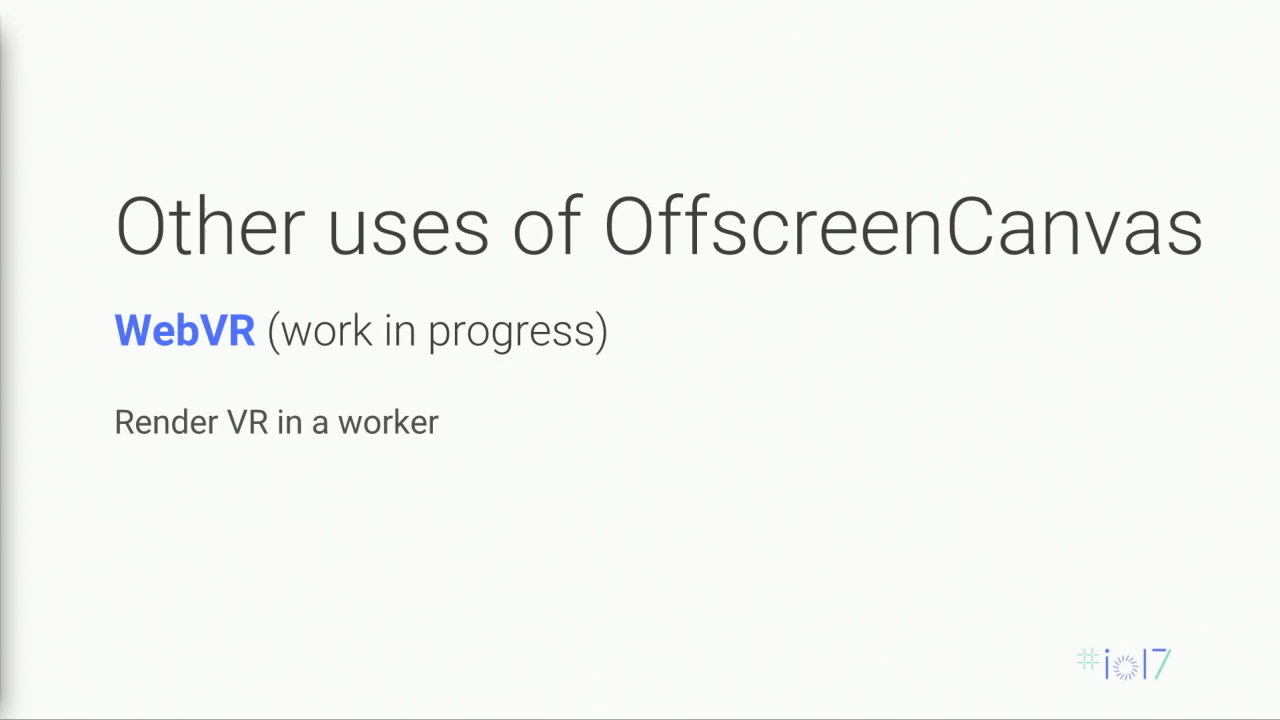 Other uses of OffscreenCanvas
WebVR (work in progress)
Render VR in a worker
#io17